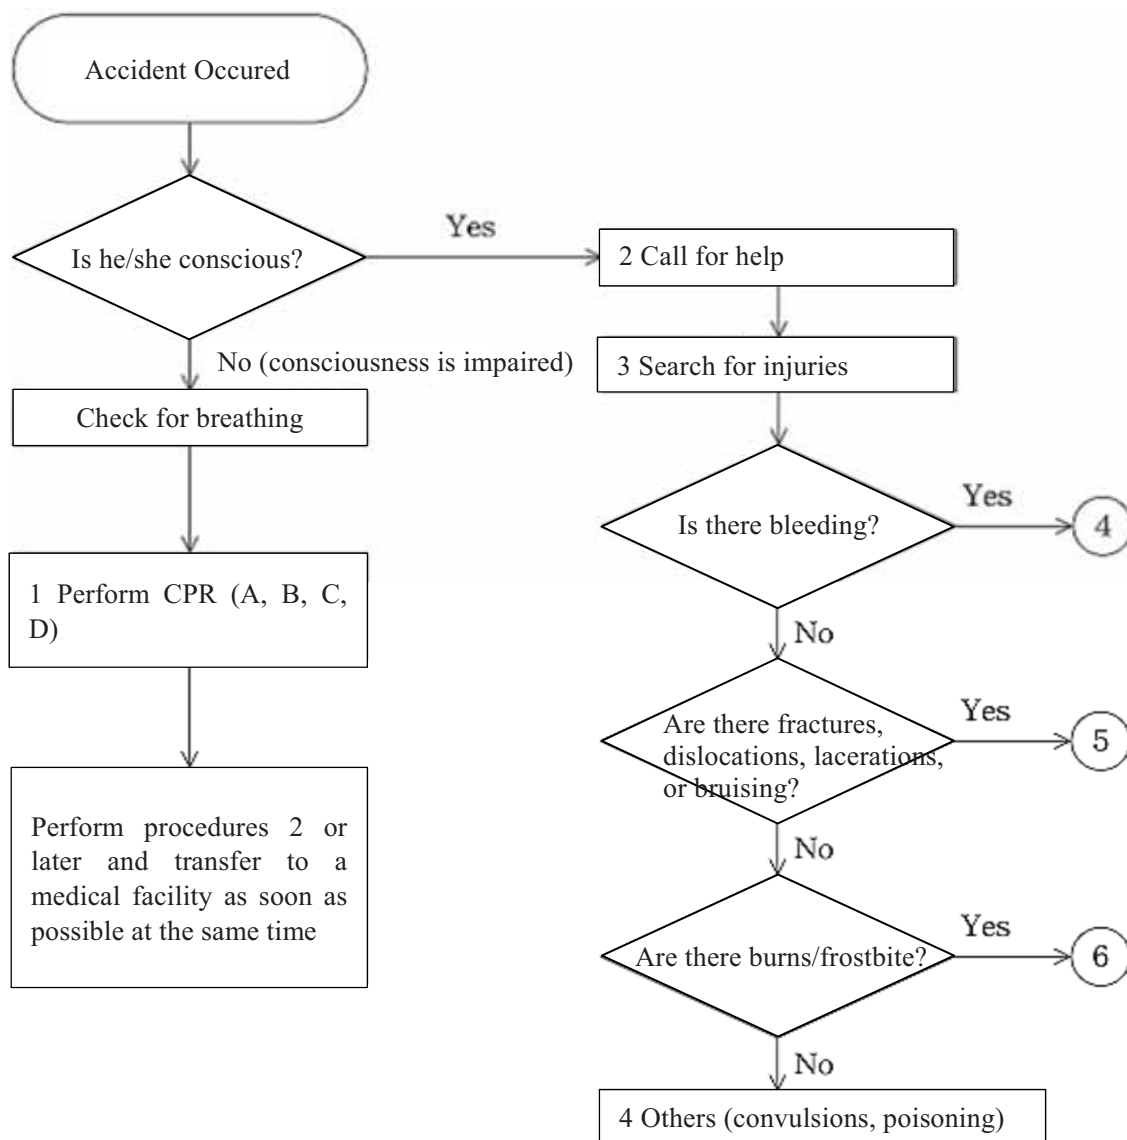 Accident Occured
Is he/she conscious?
Yes
2 Call for help
No (consciousness is impaired)
3 Search for injuries
Check for breathing
Is there bleeding?
Yes
4
No
1 Perform CPR (A, B, C,
D)
Are there fractures,
dislocations, lacerations,
or bruising?
Yes
5
No
Perform procedures 2 or
later and transfer to a
medical facility as soon as
possible at the same time
Are there burns/frostbite?
Yes
6
No
4 Others (convulsions, poisoning)